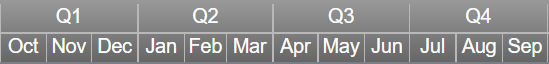 Q1 Q2 Q3 Q4
Oct Nov Dec Jan Feb Mar Apr May Jun Jul Aug Sep